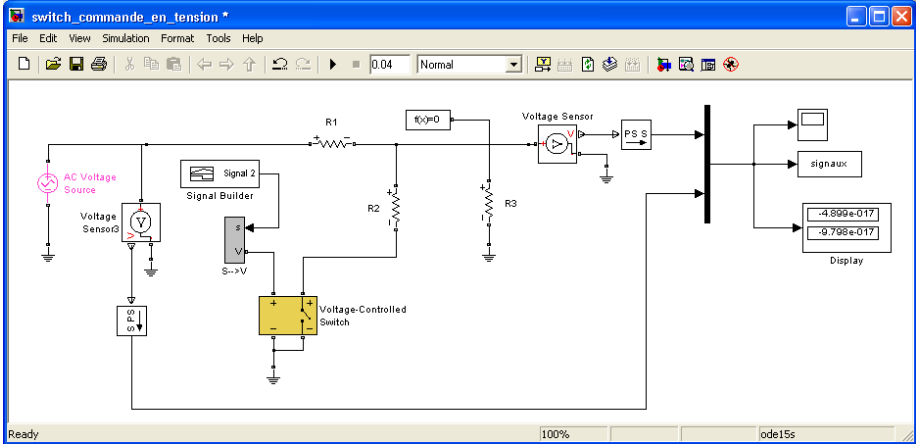 switch_commande_en_tension *
File Edit View Simulation Format Tools Help
0.04 Normal
Voltage Sensor
R1
f(x)=0
V
PS S
Signal 2
AC Voltage
Source
signaux
Signal Builder
R2
R3
Voltage
Sensor3
V
s
-4.899e-017
-9.798e-017
V
Display
S-->V
Voltage-Controlled
Switch
S PS
Ready 100% ode15s